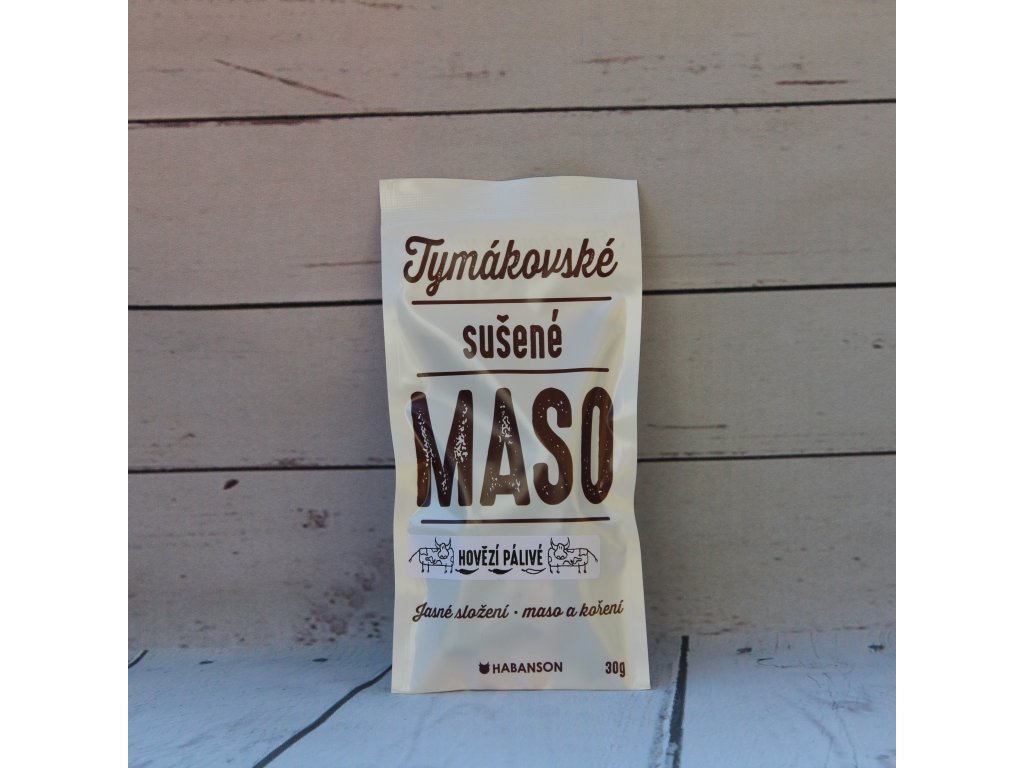 Tymákovské
sušené
MASO
HOVĚZÍ PÁLIVÉ
Jasné složení · maso a koření
HABANSON 30g